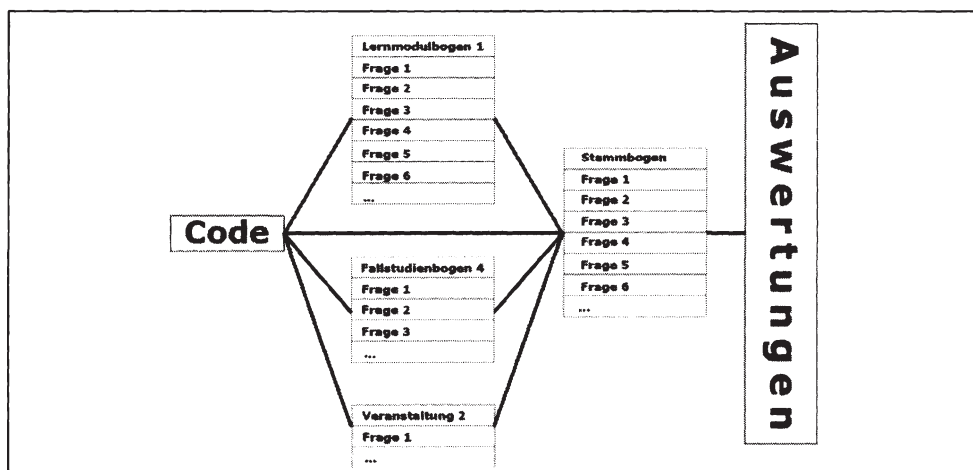 Lernmodulbogen 1
Frage 1
Frage 2
Frage 3
Frage 4
Frage 5
Frage 6
...
Code
Fallstudienbogen 4
Frage 1
Frage 2
Frage 3
...
Veranstaltung 2
Frage 1
...
Stammbogen
Frage 1
Frage 2
Frage 3
Frage 4
Frage 5
Frage 6
...
Auswertungen